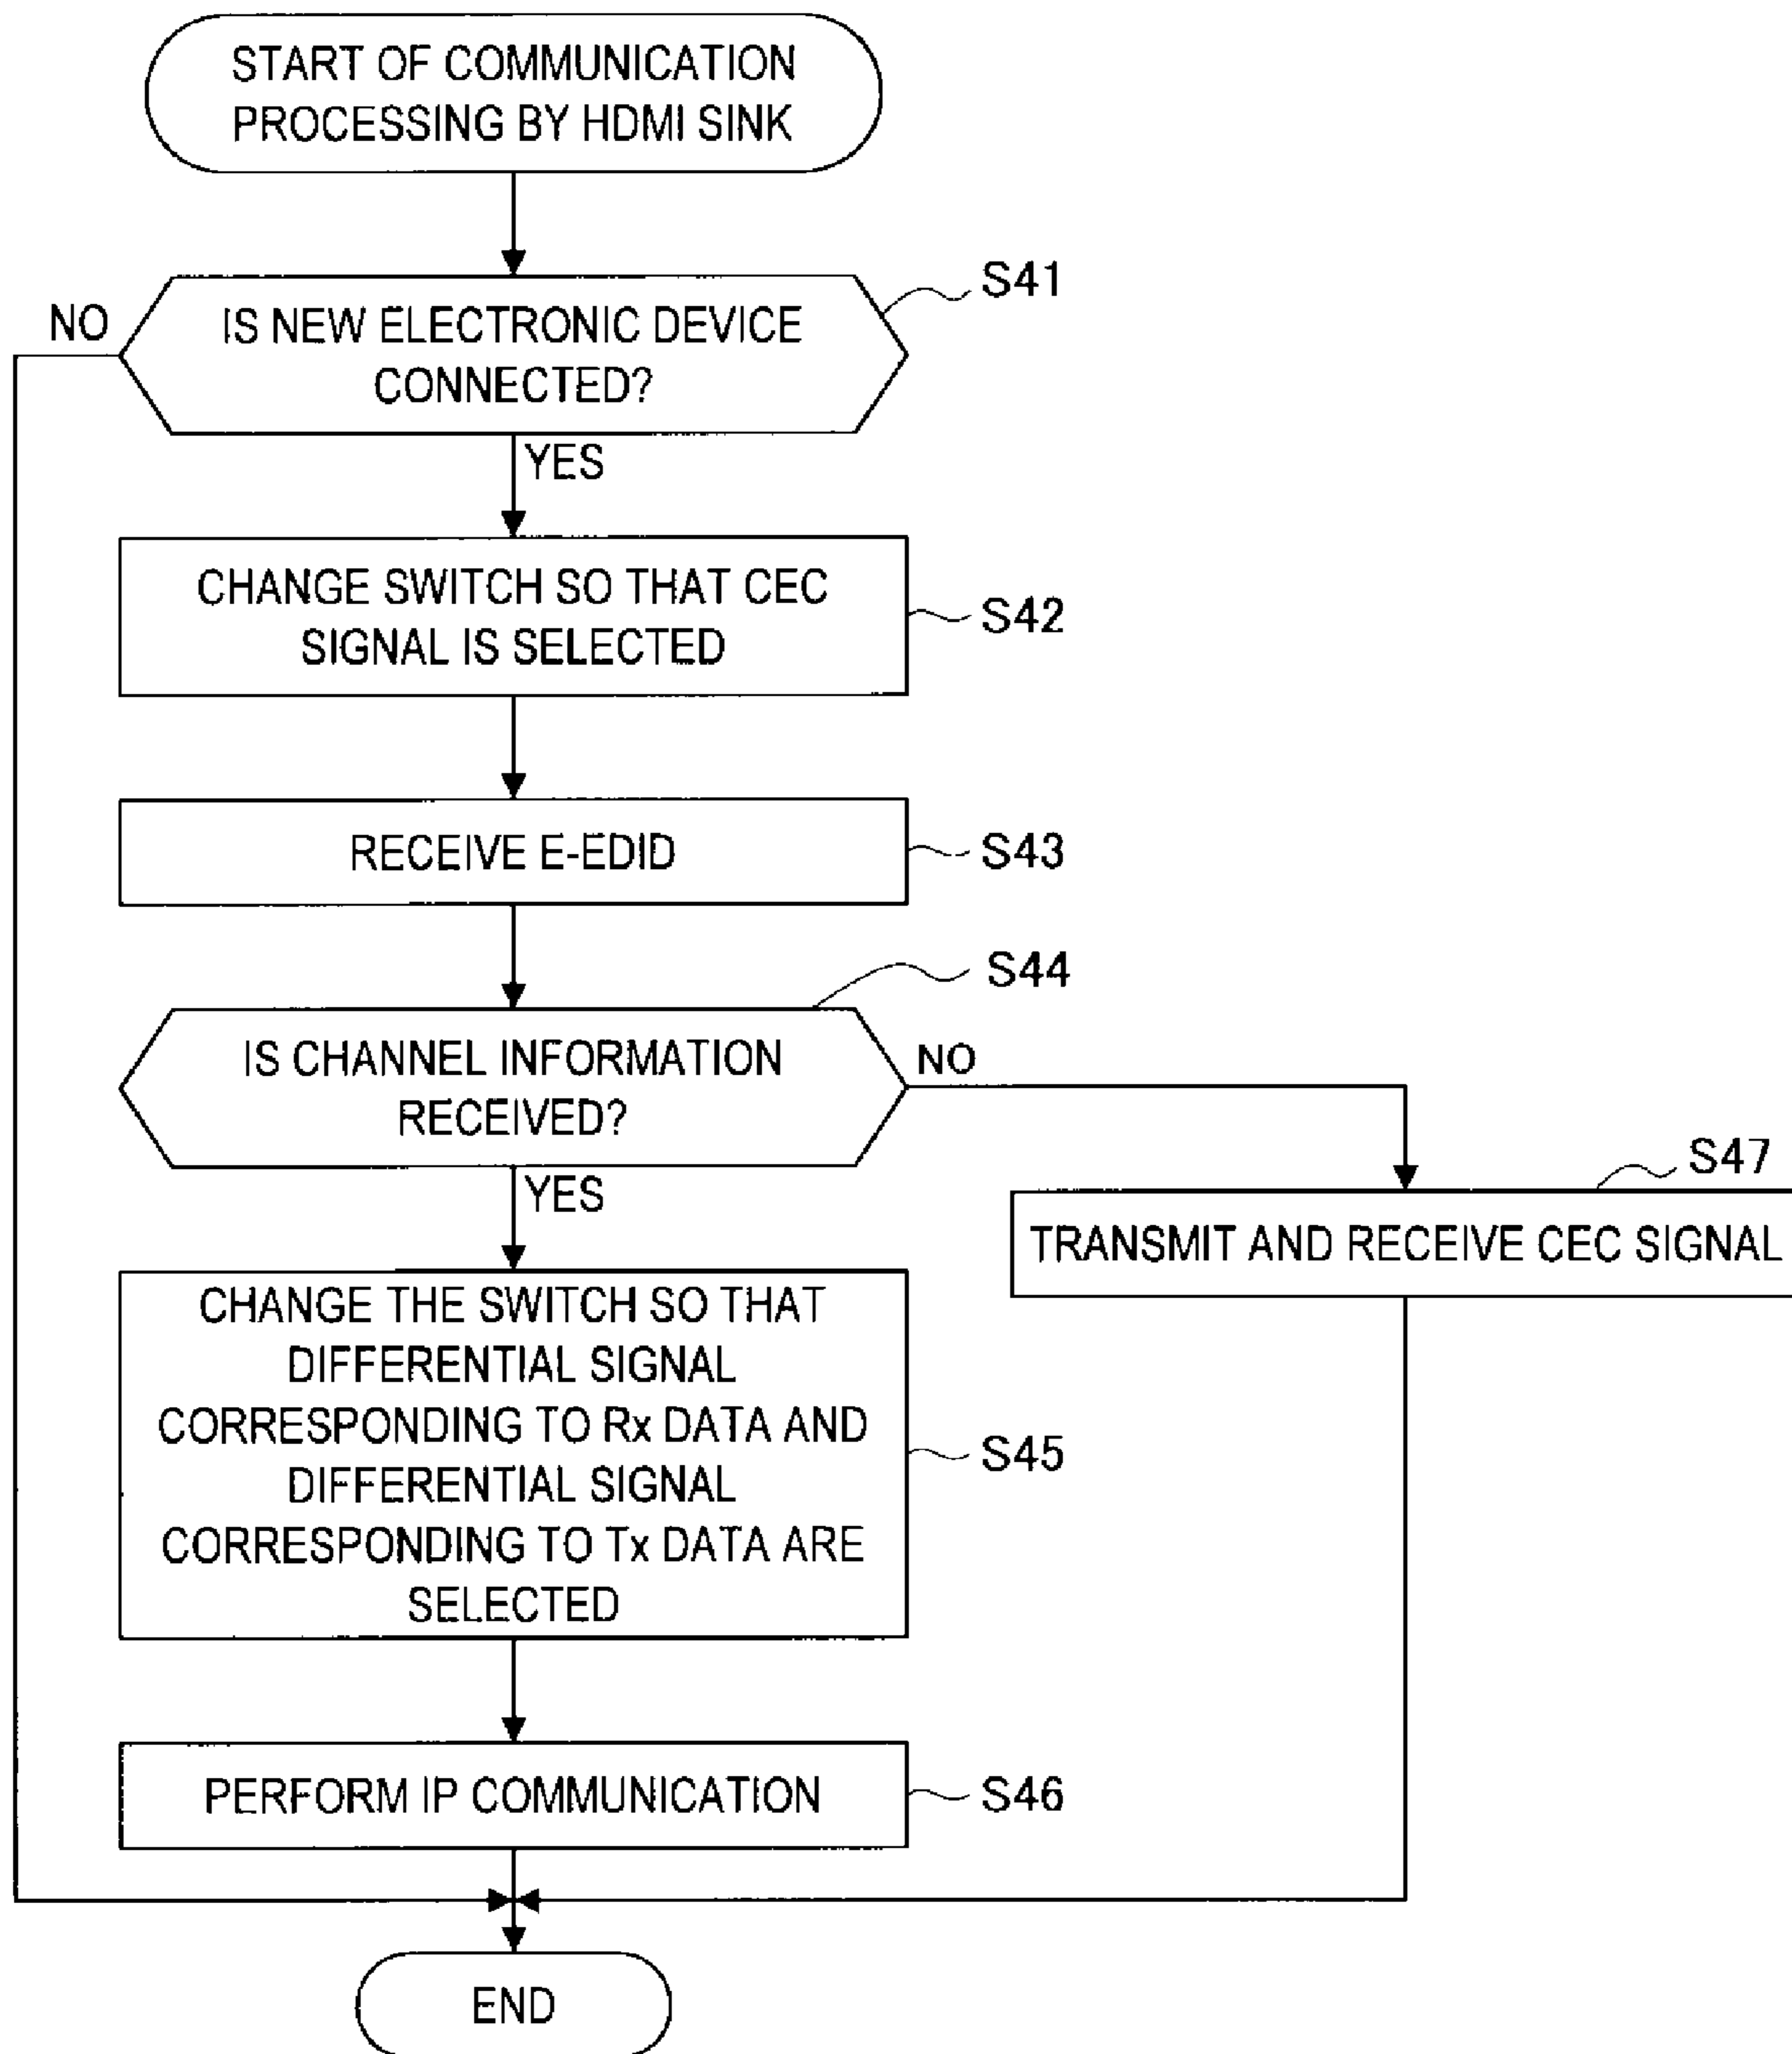 START OF COMMUNICATION
PROCESSING BY HDMI SINK
S41
NO
IS NEW ELECTRONIC DEVICE
CONNECTED?
YES
CHANGE SWITCH SO THAT CEC
SIGNAL IS SELECTED
S42
RECEIVE E-EDID
S43
S44
IS CHANNEL INFORMATION
RECEIVED?
NO
YES
S47
TRANSMIT AND RECEIVE CEC SIGNAL
CHANGE THE SWITCH SO THAT
DIFFERENTIAL SIGNAL
CORRESPONDING TO Rx DATA AND
DIFFERENTIAL SIGNAL
CORRESPONDING TO Tx DATA ARE
SELECTED
S45
PERFORM IP COMMUNICATION
S46
END